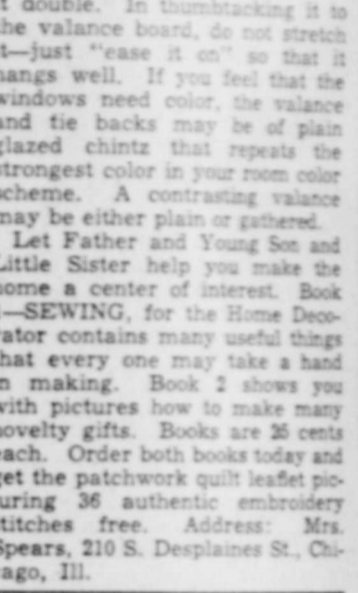 t double. In thumbtacking it to
the valance board, do not stretch
it—just "ease it on" so that it
hangs well. If you feel that the
windows need color, the valance
and tie backs may be of plain
glazed chintz that repeats the
strongest color in your room color
scheme. A contrasting valance
may be either plain or gathered.
Let Father and Young Son and
Little Sister help you make the
home a center of interest. Book
1—SEWING, for the Home Deco-
rator contains many useful things
that every one may take a hand
in making. Book 2 shows you
with pictures how to make many
novelty gifts. Books are 25 cents
each. Order both books today and
get the patchwork quilt leaflet pic-
turing 36 authentic embroidery
stitches free. Address: Mrs.
Spears, 210 S. Desplaines St., Chi-
cago, Ill.